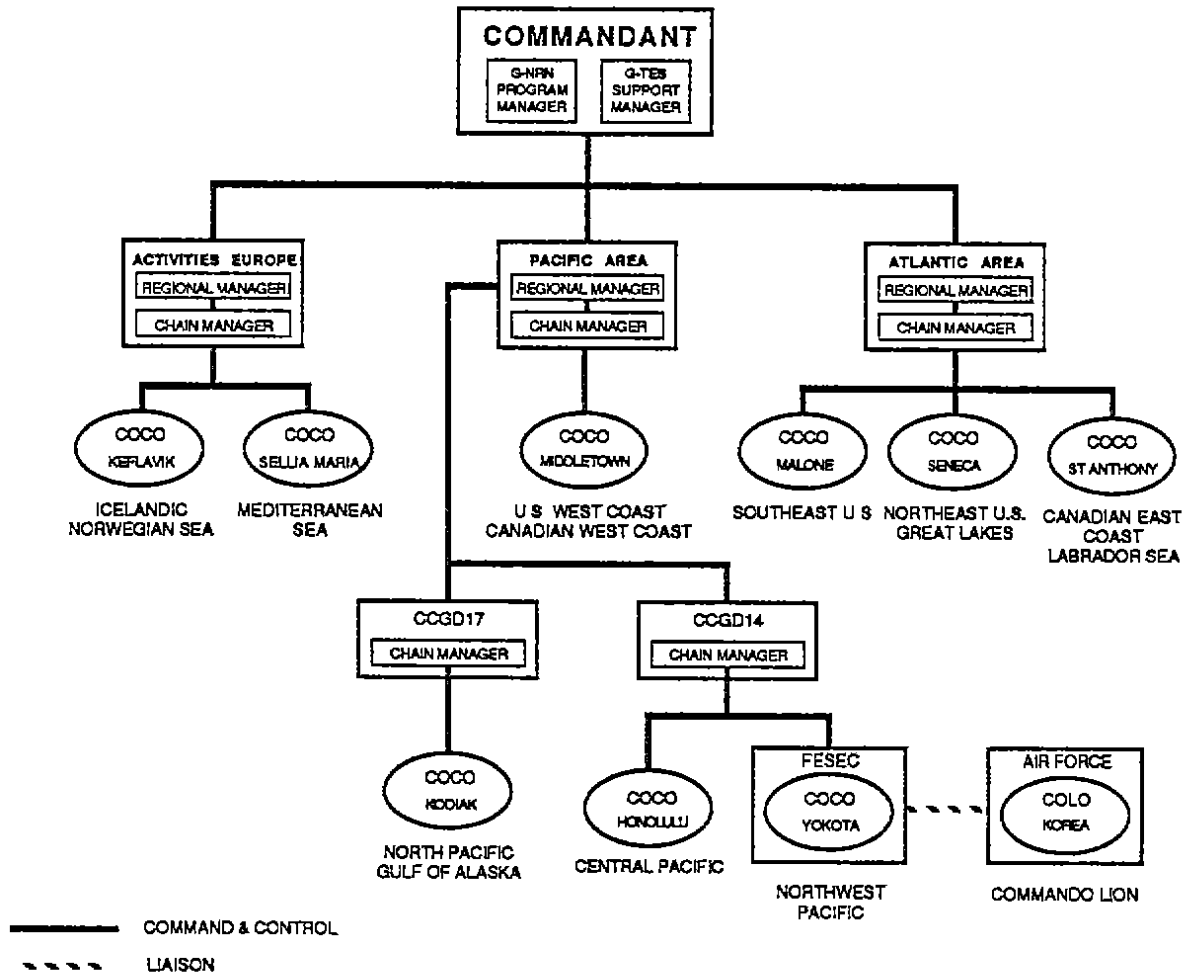 COMMANDANT
G-NRN
PROGRAM
MANAGER
G-TES
SUPPORT
MANAGER
ACTIVITIES EUROPE
REGIONAL MANAGER
CHAIN MANAGER
PACIFIC AREA
REGIONAL MANAGER
CHAIN MANAGER
ATLANTIC AREA
REGIONAL MANAGER
CHAIN MANAGER
COCO
KEFLAVIK
ICELANDIC
NORWEGIAN SEA
COCO
SELLIA MARIA
MEDITERRANEAN
SEA
COCO
MIDDLETOWN
U S WEST COAST
CANADIAN WEST COAST
COCO
MALONE
SOUTHEAST U S
COCO
SENECA
NORTHEAST U.S.
GREAT LAKES
COCO
ST ANTHONY
CANADIAN EAST
COAST
LABRADOR SEA
CCGD17
CHAIN MANAGER
CCGD14
CHAIN MANAGER
COCO
KODIAK
NORTH PACIFIC
GULF OF ALASKA
COCO
HONOLULU
CENTRAL PACIFIC
FESEC
COCO
YOKOTA
NORTHWEST
PACIFIC
AIR FORCE
COLO
KOREA
COMMANDO LION
COMMAND & CONTROL
LIAISON